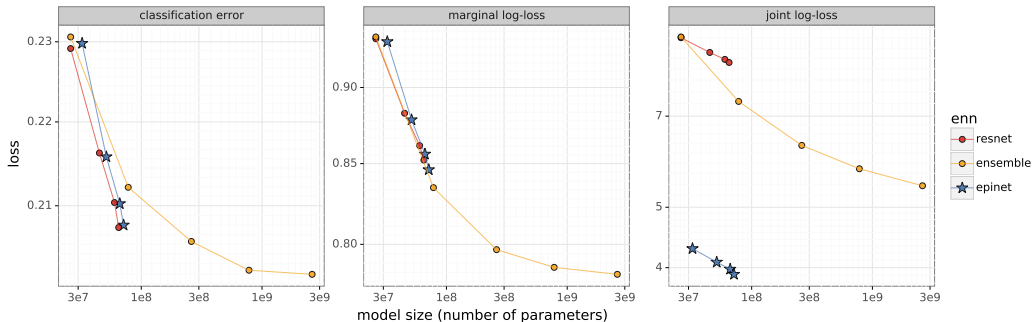 classification error
marginal log-loss
joint log-loss
loss
0.23
0.22
0.21
0.90
0.85
0.80
7
5
4
3e7 1e8 3e8 1e9 3e9
3e7 1e8 3e8 1e9 3e9
3e7 1e8 3e8 1e9 3e9
model size (number of parameters)
enn
resnet
ensemble
epinet